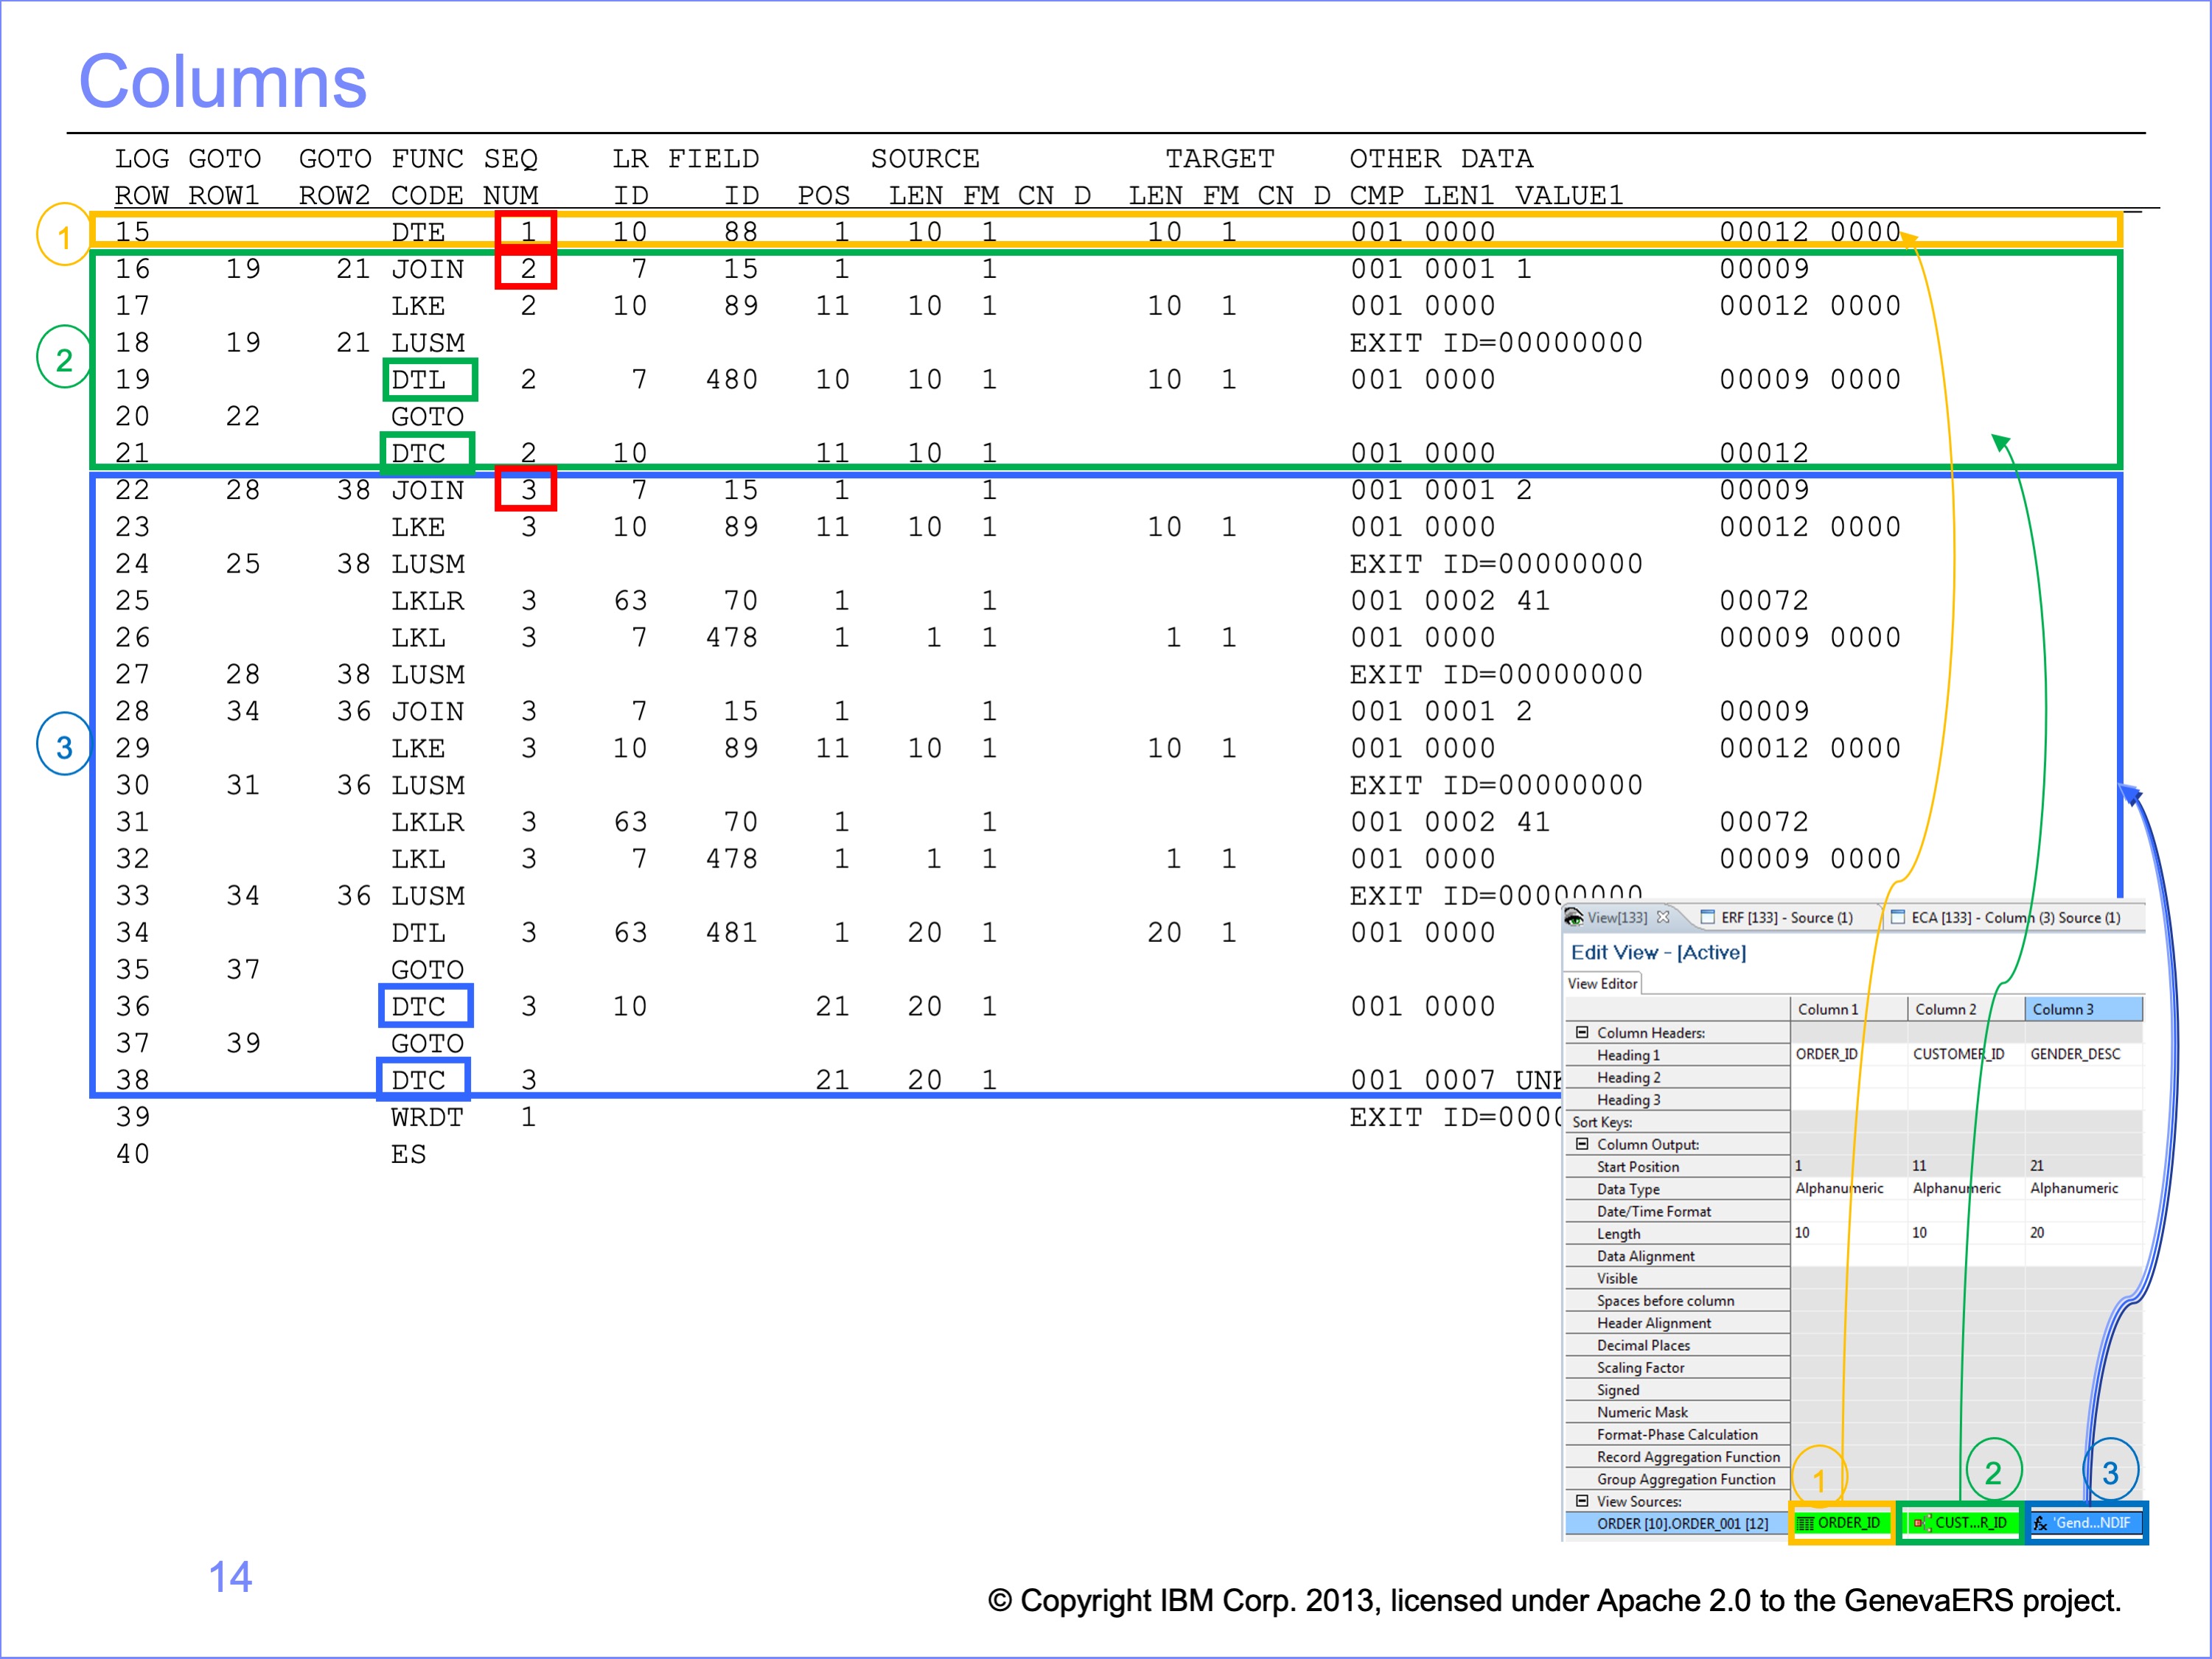 Columns
LOG GOTO GOTO FUNC SEQ LR FIELD SOURCE TARGET OTHER DATA
ROW ROW1 ROW2 CODE NUM ID ID POS LEN FM CN D LEN FM CN D CMP LEN1 VALUE1
1
15 DTE 1 10 88 1 10 1 10 1 001 0000 00012 0000
16 19 21 JOIN 2 7 15 1 1 001 0001 1 00009
17 LKE 2 10 89 11 10 1 10 1 001 0000 00012 0000
2
18 19 21 LUSM EXIT ID=00000000
19 DTL 2 7 480 10 10 1 10 1 001 0000 00009 0000
20 22 GOTO
21 DTC 2 10 11 10 1 001 0000 00012
22 28 38 JOIN 3 7 15 1 1 001 0001 2 00009
23 LKE 3 10 89 11 10 1 10 1 001 0000 00012 0000
24 25 38 LUSM EXIT ID=00000000
25 LKLR 3 63 70 1 1 001 0002 41 00072
26 LKL 3 7 478 1 1 1 1 1 001 0000 00009 0000
27 28 38 LUSM EXIT ID=00000000
28 34 36 JOIN 3 7 15 1 1 001 0001 2 00009
3
29 LKE 3 10 89 11 10 1 10 1 001 0000 00012 0000
30 31 36 LUSM EXIT ID=00000000
31 LKLR 3 63 70 1 1 001 0002 41 00072
32 LKL 3 7 478 1 1 1 1 1 001 0000 00009 0000
33 34 36 LUSM EXIT ID=00000000
34 DTL 3 63 481 1 20 1 20 1 001 0000
35 37 GOTO
36 DTC 3 10 21 20 1 001 0000
37 39 GOTO
38 DTC 3 21 20 1 001 0007 UNK
39 WRDT 1 EXIT ID=0000
40 ES
View[133] ERF [133] - Source (1) ECA [133] - Column (3) Source (1)
Edit View - [Active]
View Editor
Column 1 Column 2 Column 3
Column Headers:
Heading 1 ORDER_ID CUSTOMER_ID GENDER_DESC
Heading 2
Heading 3
Sort Keys:
Column Output:
Start Position 1 11 21
Data Type Alphanumeric Alphanumeric Alphanumeric
Date/Time Format
Length 10 10 20
Data Alignment
Visible
Spaces before column
Header Alignment
Decimal Places
Scaling Factor
Signed
Numeric Mask
Format-Phase Calculation
Record Aggregation Function
Group Aggregation Function
1 2 3
View Sources:
ORDER [10].ORDER_001 [12] ORDER_ID CUST...R_ID fx 'Gend...NDIF
14
© Copyright IBM Corp. 2013, licensed under Apache 2.0 to the GenevaERS project.